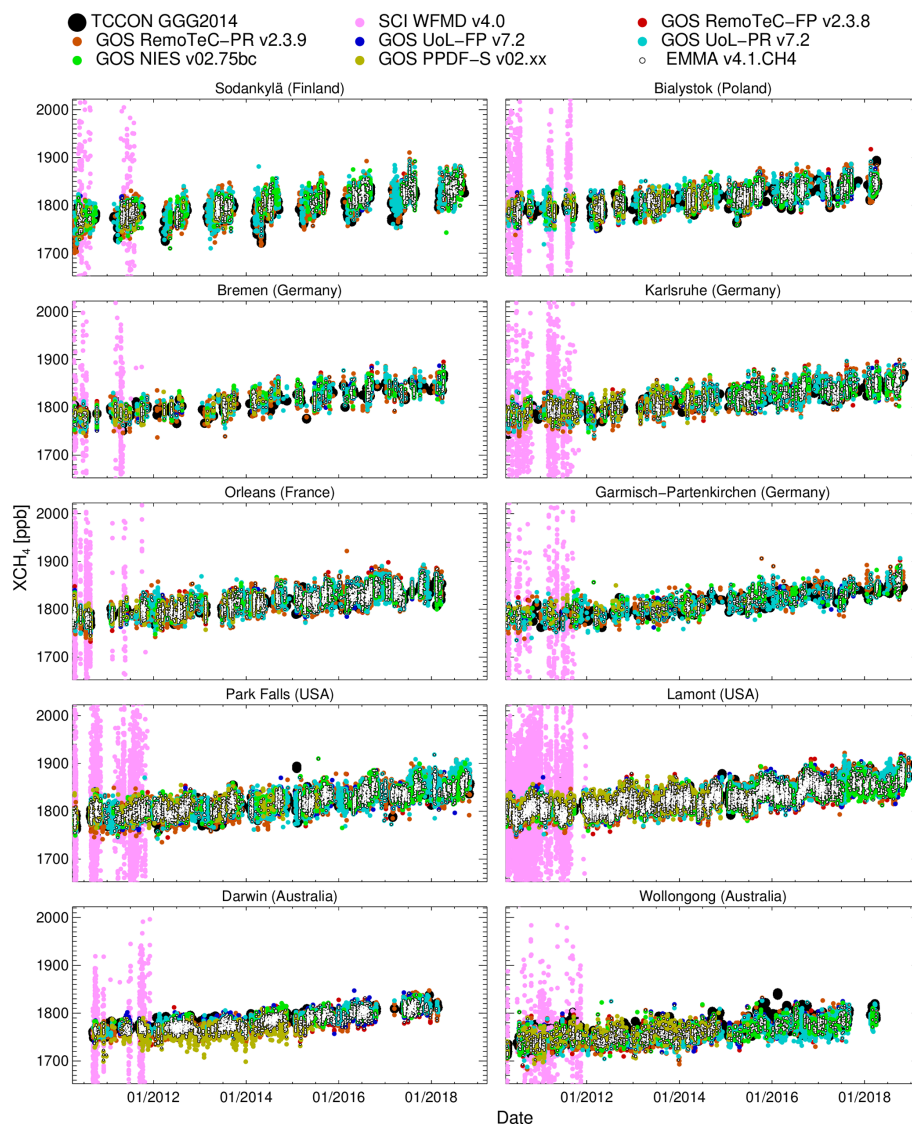 TCCON GGG2014 SCI WFMD v4.0 GOS RemoTeC−FP v2.3.8
GOS RemoTeC−PR v2.3.9 GOS UoL−FP v7.2 GOS UoL−PR v7.2
GOS NIES v02.75bc GOS PPDF−S v02.xx EMMA v4.1.CH4
Sodankylä (Finland) Bialystok (Poland)
2000
1900
1800
1700
Bremen (Germany) Karlsruhe (Germany)
2000
1900
1800
1700
Orleans (France) Garmisch−Partenkirchen (Germany)
2000
1900
1800
1700
XCH₄ [ppb]
Park Falls (USA) Lamont (USA)
2000
1900
1800
1700
Darwin (Australia) Wollongong (Australia)
2000
1900
1800
1700
01/2012 01/2014 01/2016 01/2018 01/2012 01/2014 01/2016 01/2018
Date